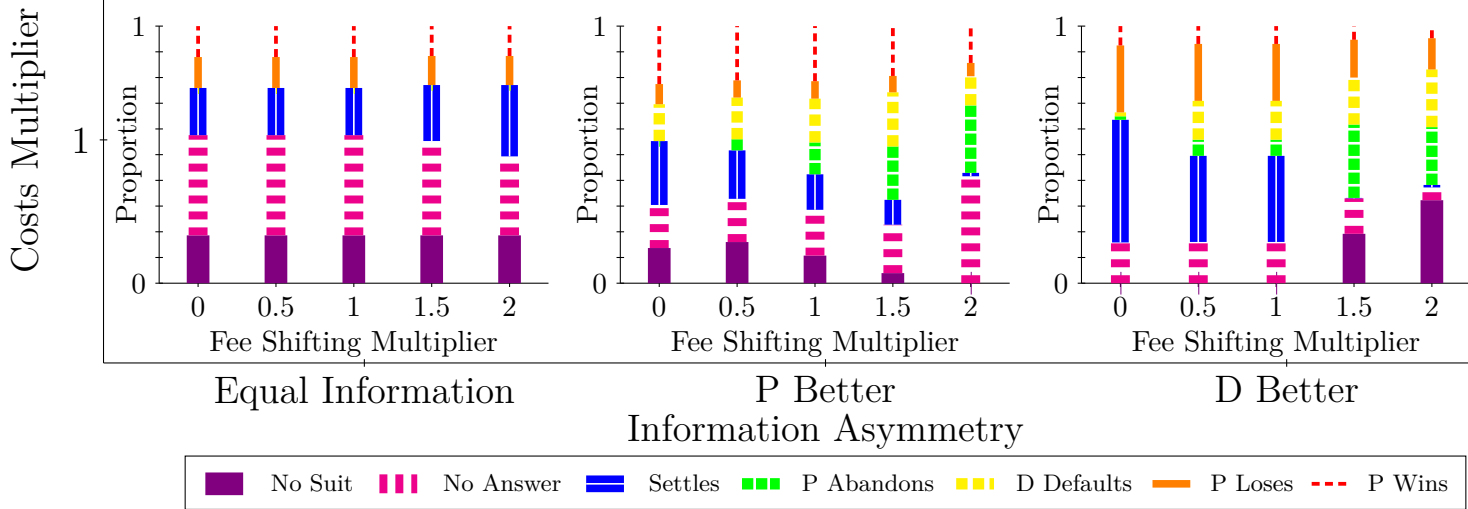 Costs Multiplier
1
Proportion
1
0
0 0.5 1 1.5 2
Fee Shifting Multiplier
Proportion
1
0
0 0.5 1 1.5 2
Fee Shifting Multiplier
Proportion
1
0
0 0.5 1 1.5 2
Fee Shifting Multiplier
Equal Information P Better D Better
Information Asymmetry
No Suit No Answer Settles P Abandons D Defaults P Loses P Wins